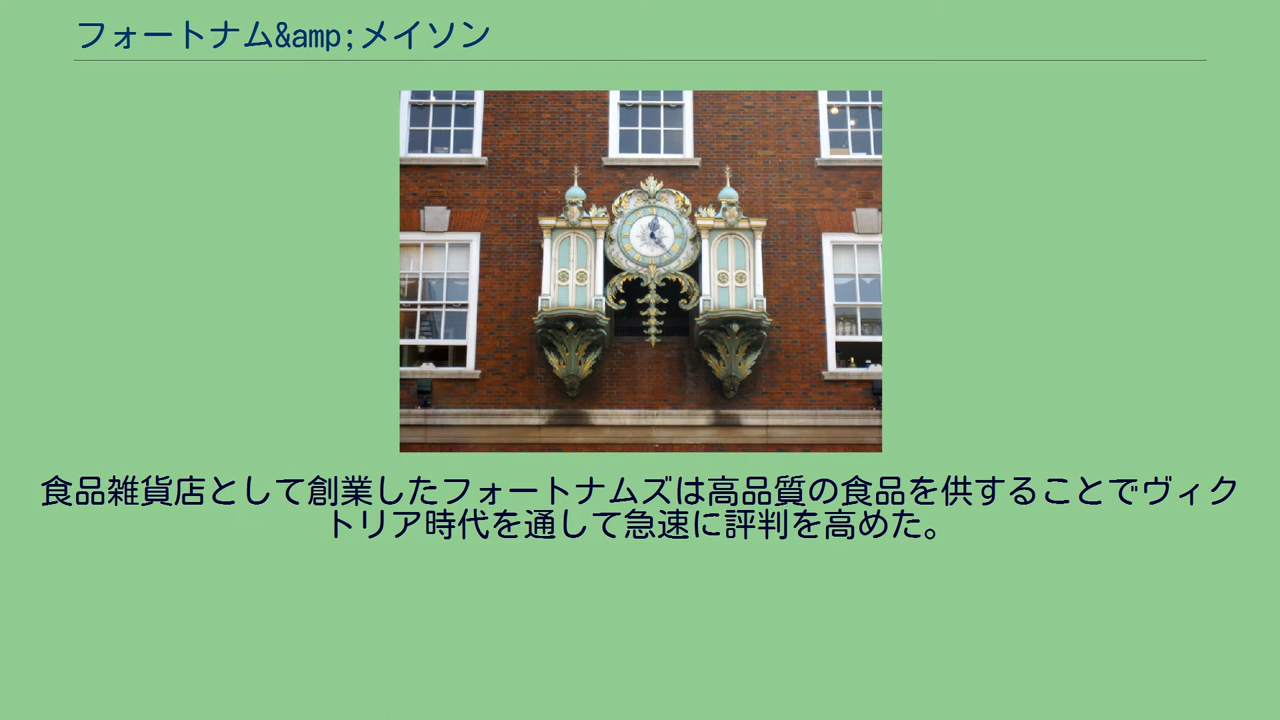 フォートナム&amp;メイソン
食品雑貨店として創業したフォートナムズは高品質の食品を供することでヴィク
トリア時代を通して急速に評判を高めた。